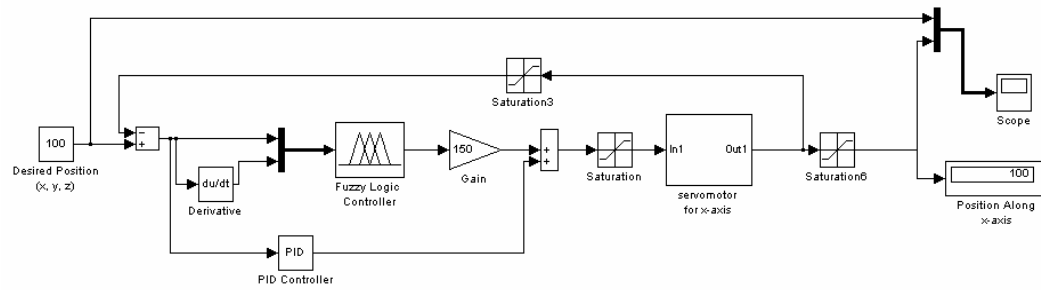 Saturation3
Scope
100
Desired Position
(x, y, z)
−
+
du/dt
Derivative
Fuzzy Logic
Controller
150
Gain
+
+
Saturation
In1
Out1
servomotor
for x-axis
Saturation6
100
Position Along
x-axis
PID
PID Controller